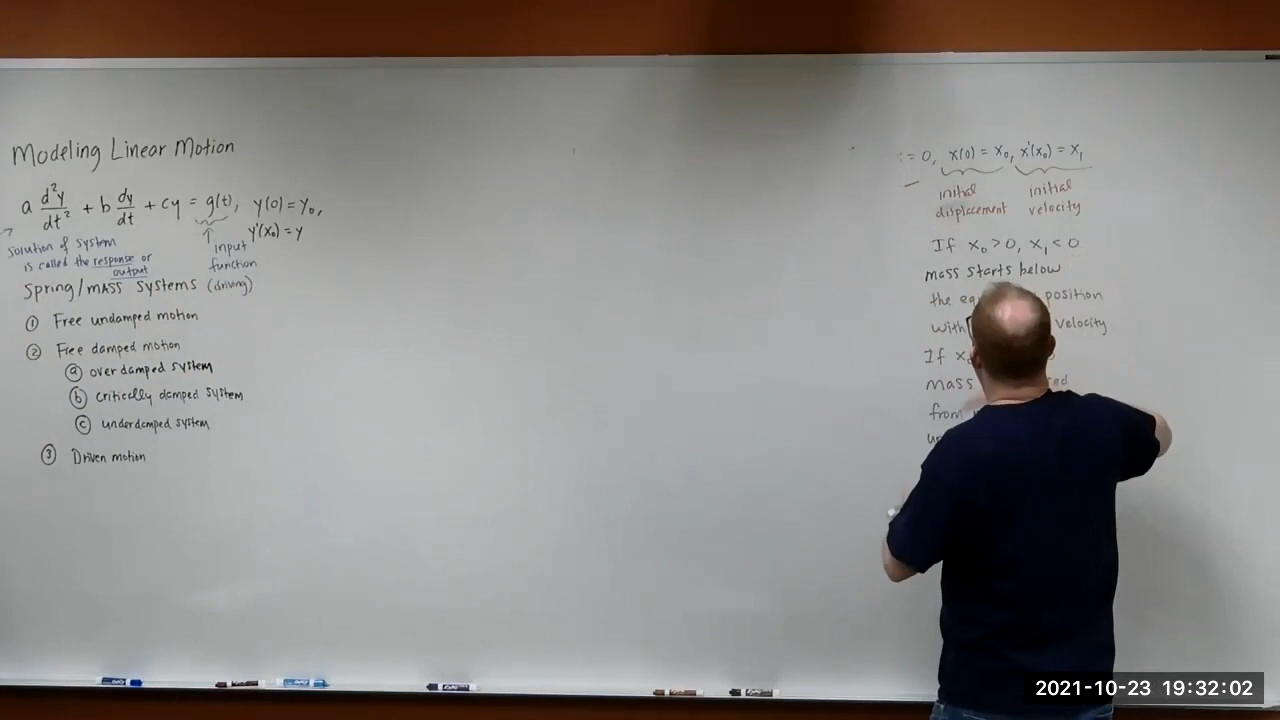 Modeling Linear Motion
a d²y/dt² + b dy/dt + cy = g(t), y(0) = y₀,
y'(x₀) = y
solution of system
is called the response or
output
input
function
(driving)
Spring/mass systems
① Free undamped motion
② Free damped motion
ⓐ overdamped system
ⓑ critically damped system
ⓒ underdamped system
③ Driven motion
= 0, x(0) = x₀, x'(x₀) = x₁
initial
displacement
initial
velocity
If x₀ > 0, x₁ < 0
mass starts below
the position
with velocity
If
mass
from
2021-10-23 19:32:02